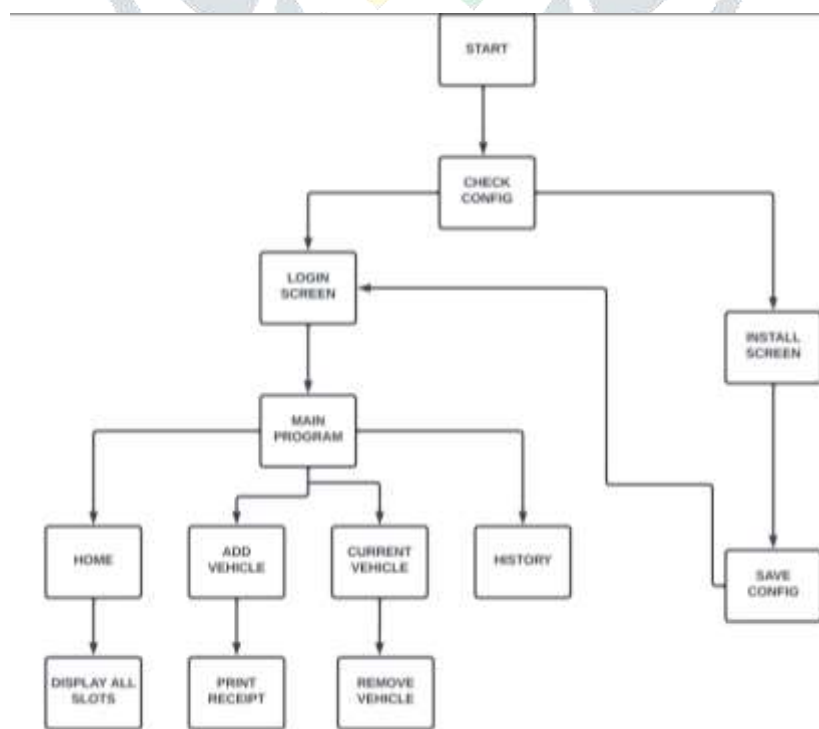 START
CHECK
CONFIG
LOGIN
SCREEN
INSTALL
SCREEN
MAIN
PROGRAM
HOME
ADD
VEHICLE
CURRENT
VEHICLE
HISTORY
SAVE
CONFIG
DISPLAY ALL
SLOTS
PRINT
RECEIPT
REMOVE
VEHICLE